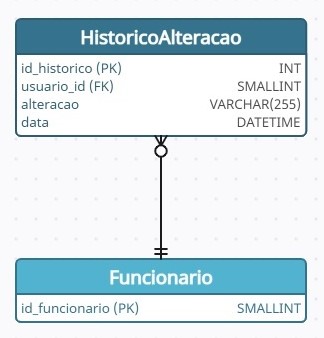 HistoricoAlteracao
id_historico (PK) INT
usuario_id (FK) SMALLINT
alteracao VARCHAR(255)
data DATETIME
Funcionario
id_funcionario (PK) SMALLINT